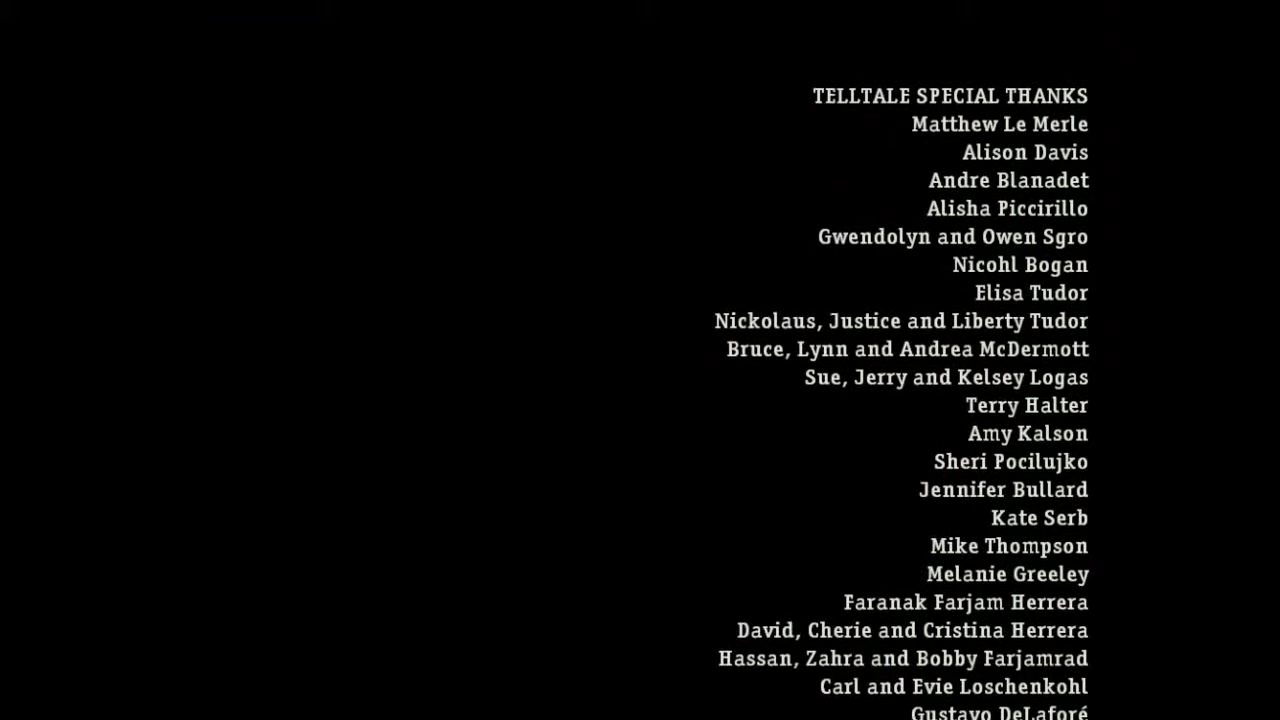 TELLTALE SPECIAL THANKS
Matthew Le Merle
Alison Davis
Andre Blanadet
Alisha Piccirillo
Gwendolyn and Owen Sgro
Nicohl Bogan
Elisa Tudor
Nickolaus, Justice and Liberty Tudor
Bruce, Lynn and Andrea McDermott
Sue, Jerry and Kelsey Logas
Terry Halter
Amy Kalson
Sheri Pocilujko
Jennifer Bullard
Kate Serb
Mike Thompson
Melanie Greeley
Faranak Farjam Herrera
David, Cherie and Cristina Herrera
Hassan, Zahra and Bobby Farjamrad
Carl and Evie Loschenkohl
Gustavo DeLaforé